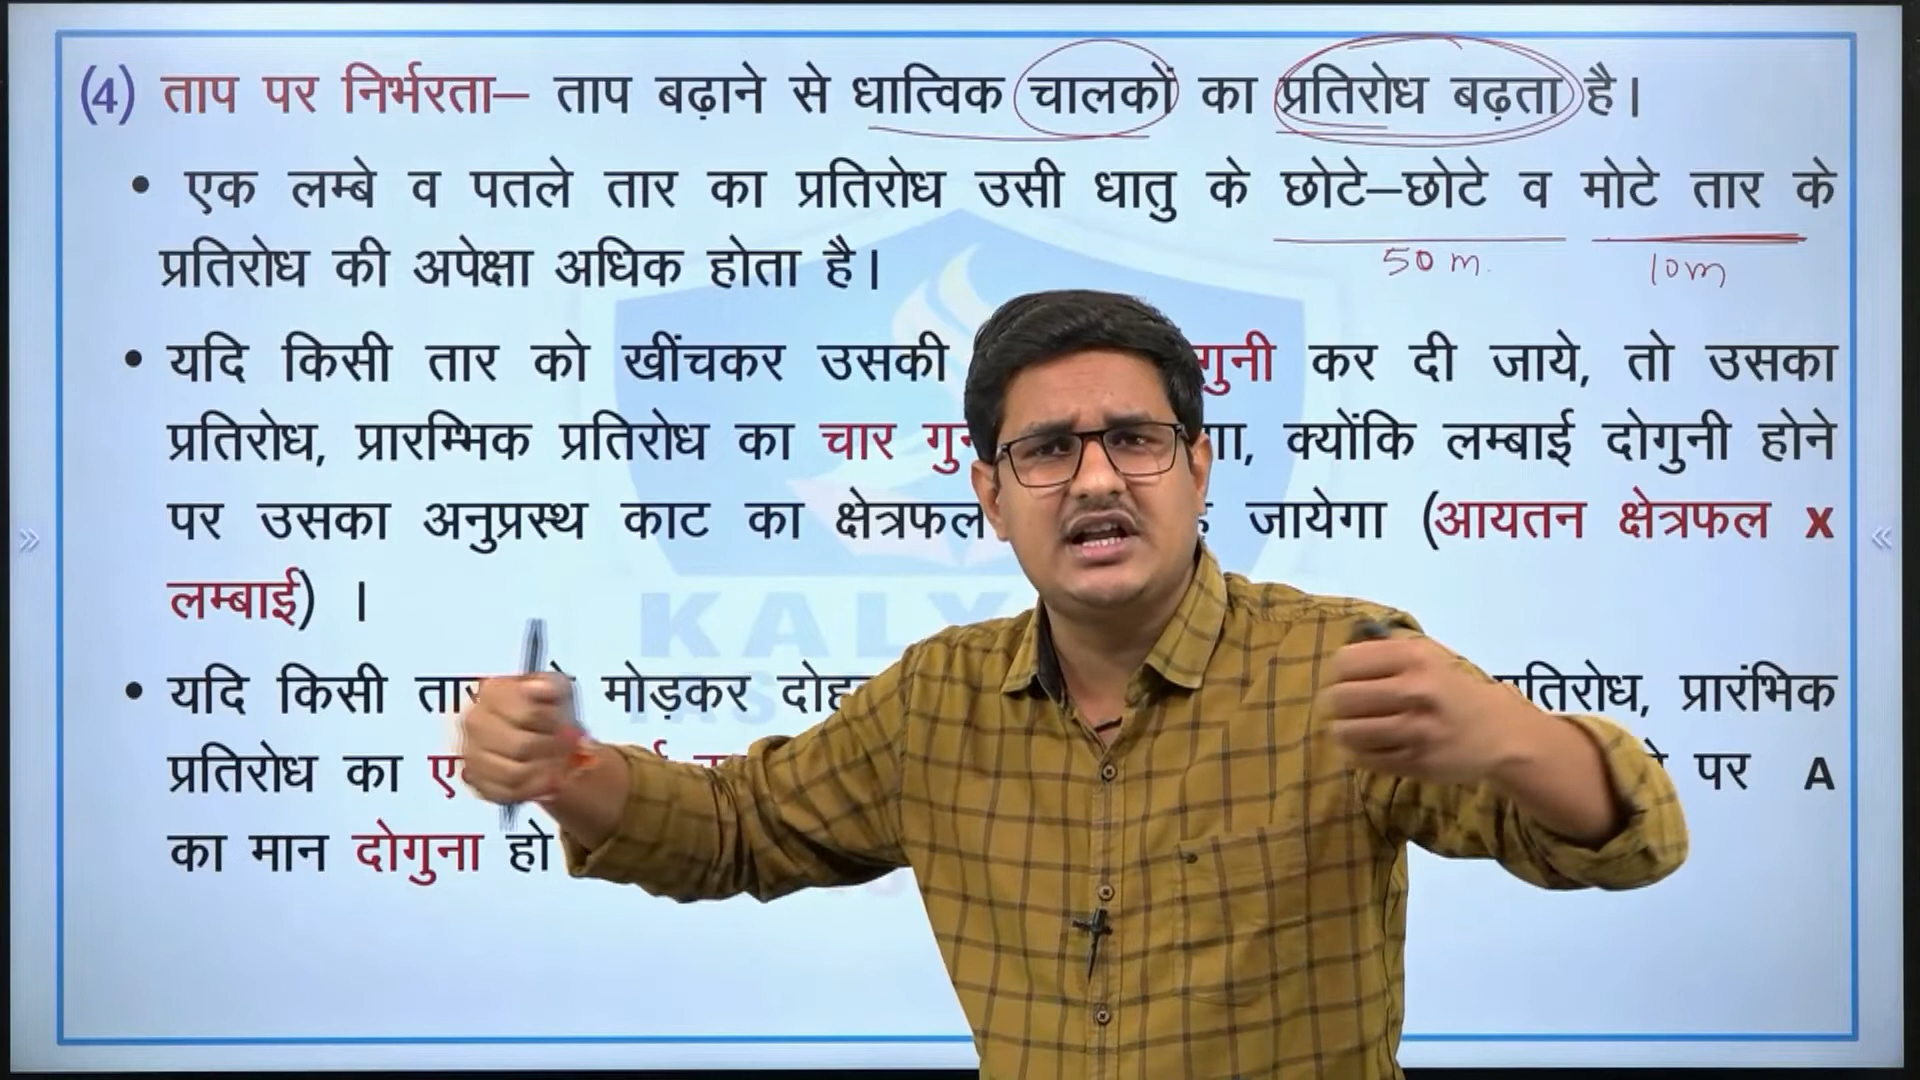 (4) ताप पर निर्भरता– ताप बढ़ाने से धात्विक चालकों का प्रतिरोध बढ़ता है।
• एक लम्बे व पतले तार का प्रतिरोध उसी धातु के छोटे–छोटे व मोटे तार के
50 m. 10m
प्रतिरोध की अपेक्षा अधिक होता है।
• यदि किसी तार को खींचकर उसकी गुनी कर दी जाये, तो उसका
प्रतिरोध, प्रारम्भिक प्रतिरोध का चार क्योंकि लम्बाई दोगुनी होने
पर उसका अनुप्रस्थ काट का क्षेत्रफल जायेगा (आयतन क्षेत्रफल x
लम्बाई) ।
• यदि किसी मोड़कर प्रतिरोध, प्रारंभिक
प्रतिरोध का पर A
का मान दोगुना हो